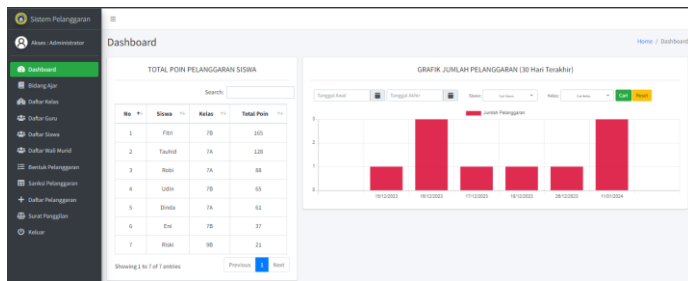 Sistem Pelanggaran
Akses : Administrator
Dashboard
Bidang Ajar
Daftar Kelas
Daftar Guru
Daftar Siswa
Daftar Wali Murid
Bentuk Pelanggaran
Sanksi Pelanggaran
Daftar Pelanggaran
Surat Panggilan
Keluar
Dashboard
Home / Dashboard
TOTAL POIN PELANGGARAN SISWA
Search:
No Siswa Kelas Total Poin
1 Fitri 7B 165
2 Tauhid 7A 128
3 Robi 7A 88
4 Udin 7B 65
5 Dinda 7A 61
6 Eni 7B 37
7 Riski 9B 21
Showing 1 to 7 of 7 entries
Previous 1 Next
GRAFIK JUMLAH PELANGGARAN (30 Hari Terakhir)
Tanggal Awal Tanggal Akhir Siswa: Kelas: Cari Reset
Jumlah Pelanggaran
3
2
1
0
15/12/2023 16/12/2023 17/12/2023 18/12/2023 28/12/2023 11/01/2024